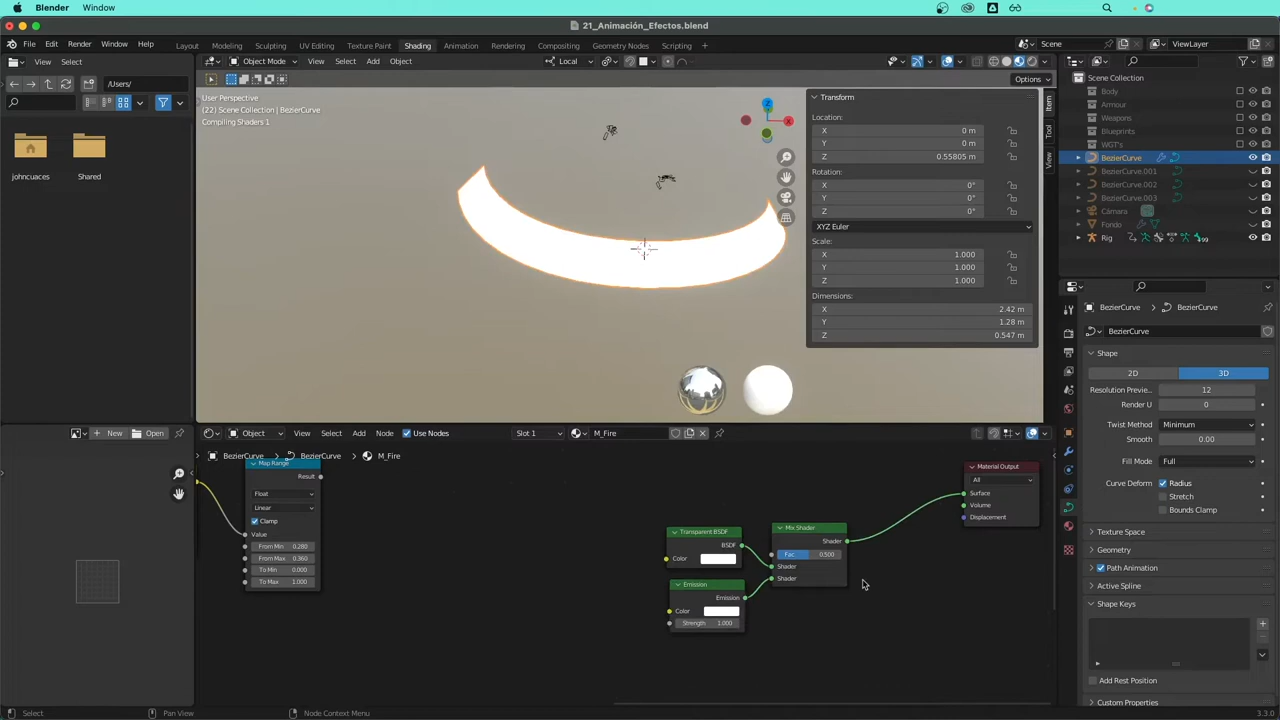 Blender Window
21_Animación_Efectos.blend
File Edit Render Window Help Layout Modeling Sculpting UV Editing Texture Paint Shading Animation Rendering Compositing Geometry Nodes Scripting Scene ViewLayer
View Select
Object Mode View Select Add Object Local
/Users/
Options
johncuaces Shared
User Perspective
(22) Scene Collection | BezierCurve
Compiling Shaders 1
Z
X
Transform
Location:
X 0 m
Y 0 m
Z 0.55805 m
Rotation:
X 0°
Y 0°
Z 0°
XYZ Euler
Scale:
X 1.000
Y 1.000
Z 1.000
Dimensions:
X 2.42 m
Y 1.28 m
Z 0.547 m
Item
Tool
View
Scene Collection
Body
Armour
Weapons
Blueprints
WGT's
BezierCurve
BezierCurve.001
BezierCurve.002
BezierCurve.003
Cámara
Fondo
Rig 99
BezierCurve BezierCurve
BezierCurve
Shape
2D 3D
Resolution Previe... 12
Render U 0
Twist Method Minimum
Smooth 0.00
Fill Mode Full
Curve Deform Radius
Stretch
Bounds Clamp
Texture Space
Geometry
Path Animation
Active Spline
Shape Keys
Add Rest Position
Custom Properties
New Open
Object View Select Add Node Use Nodes Slot 1 M_Fire
BezierCurve BezierCurve M_Fire
Map Range
Result
Float
Linear
Clamp
Value
From Min 0.280
From Max 0.360
To Min 0.000
To Max 1.000
Transparent BSDF
BSDF
Color
Emission
Emission
Color
Strength 1.000
Mix Shader
Shader
Fac 0.500
Shader
Shader
Material Output
All
Surface
Volume
Displacement
Select Pan View Node Context Menu 3.3.0